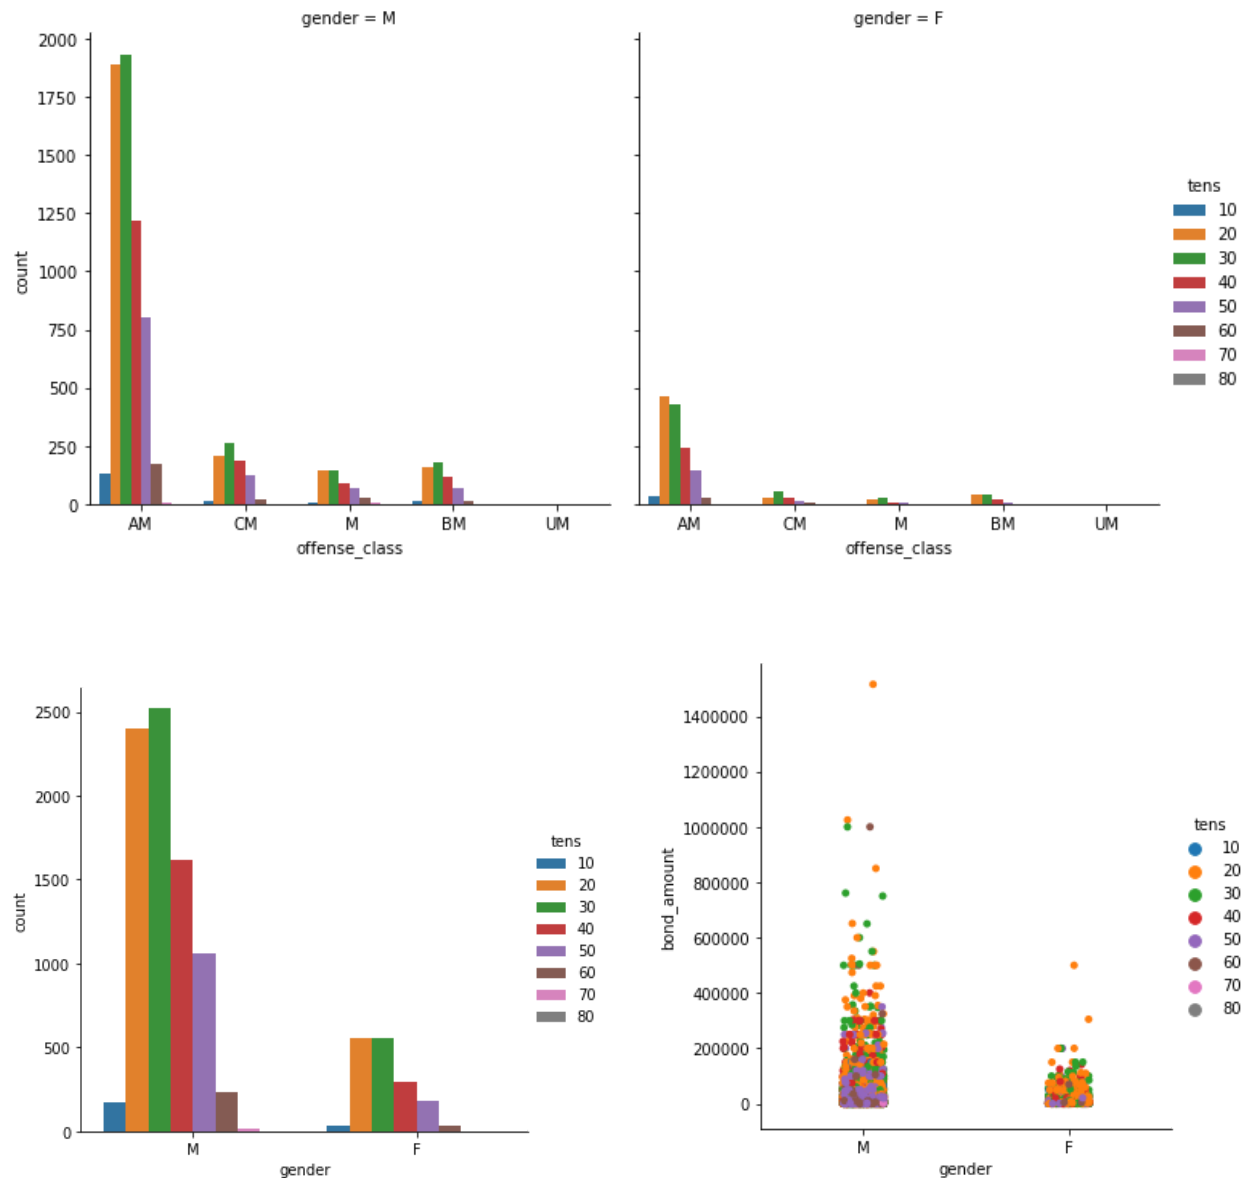 gender = M
gender = F
2000
1750
1500
1250
1000
750
500
250
0
count
AM CM M BM UM
offense_class
AM CM M BM UM
offense_class
tens
10
20
30
40
50
60
70
80
2500
2000
1500
1000
500
0
count
M F
gender
tens
10
20
30
40
50
60
70
80
1400000
1200000
1000000
800000
600000
400000
200000
0
bond_amount
M F
gender
tens
10
20
30
40
50
60
70
80